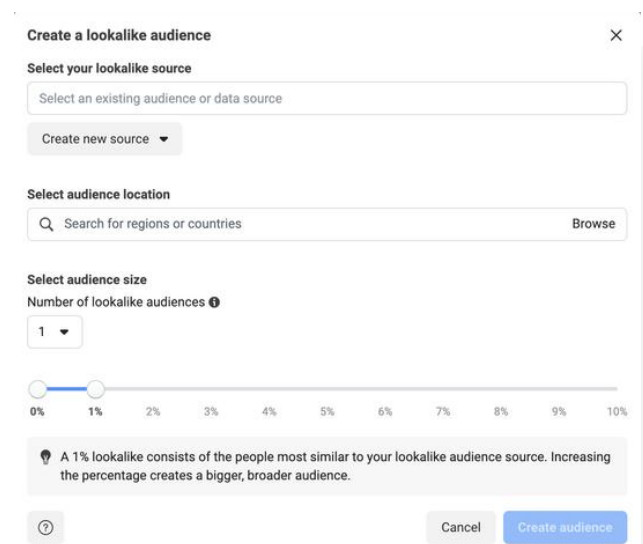 Create a lookalike audience
Select your lookalike source
Select an existing audience or data source
Create new source
Select audience location
Search for regions or countries Browse
Select audience size
Number of lookalike audiences
1
0% 1% 2% 3% 4% 5% 6% 7% 8% 9% 10%
A 1% lookalike consists of the people most similar to your lookalike audience source. Increasing
the percentage creates a bigger, broader audience.
Cancel Create audience